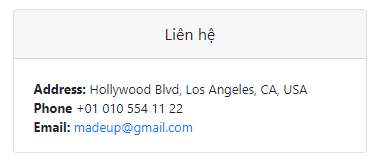 Liên hệ
Address: Hollywood Blvd, Los Angeles, CA, USA
Phone +01 010 554 11 22
Email: madeup@gmail.com